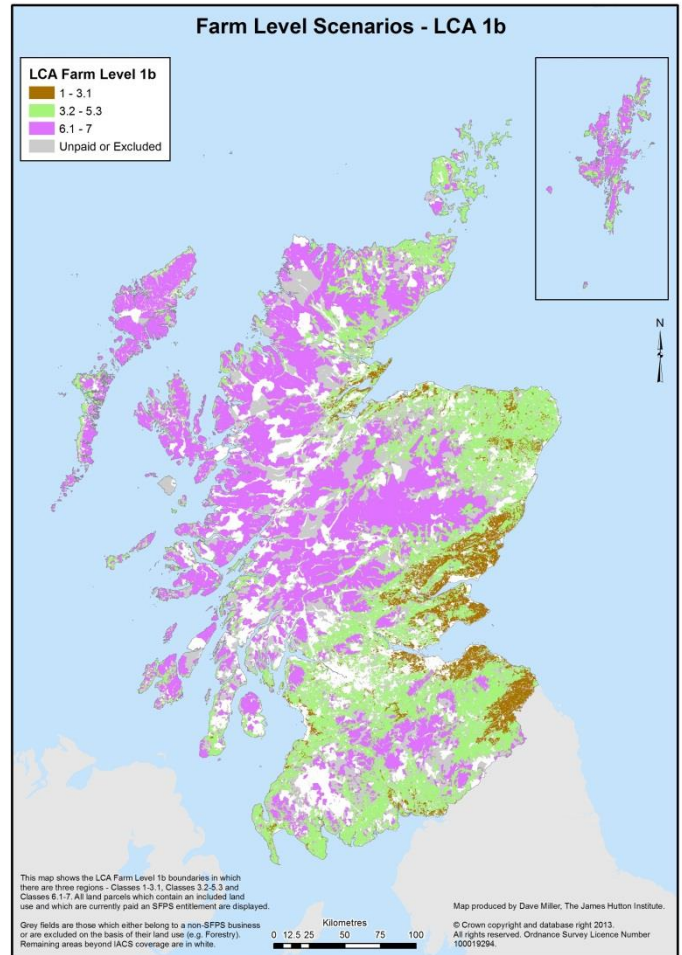 Farm Level Scenarios - LCA 1b
LCA Farm Level 1b
1 - 3.1
3.2 - 5.3
6.1 - 7
Unpaid or Excluded
N
This map shows the LCA Farm Level 1b boundaries in which
there are three regions - Classes 1-3.1, Classes 3.2-5.3 and
Classes 6.1-7. All land parcels which contain an included land
use and which are currently paid an SFPS entitlement are displayed.
Grey fields are those which either belong to a non-SFPS business
or are excluded on the basis of their land use (e.g. Forestry).
Remaining areas beyond IACS coverage are in white.
Kilometres
0 12.5 25 50 75 100
Map produced by Dave Miller, The James Hutton Institute.
© Crown copyright and database right 2013.
All rights reserved. Ordnance Survey Licence Number
100019294.